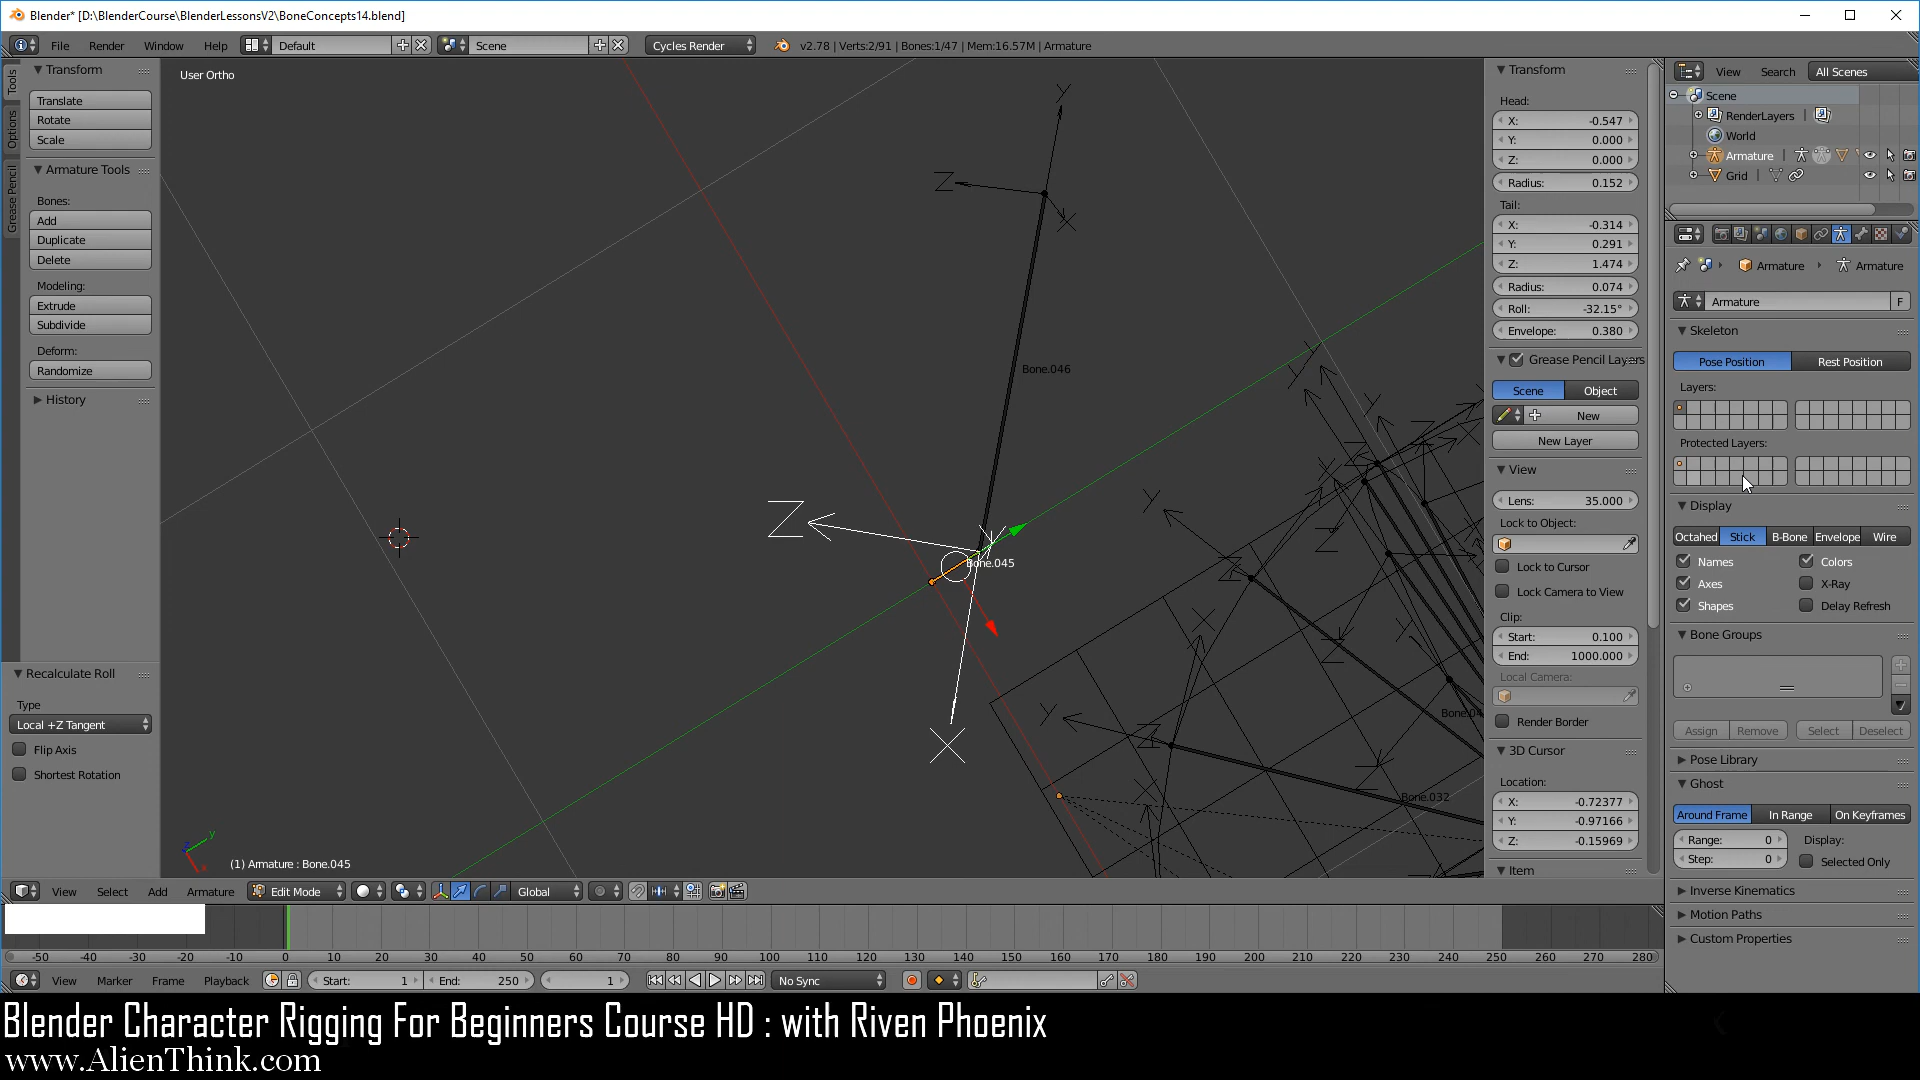 Blender* [D:\BlenderCourse\BlenderLessonsV2\BoneConcepts14.blend]
File Render Window Help Default Scene Cycles Render v2.78 | Verts:2/91 | Bones:1/47 | Mem:16.57M | Armature
Tools
Options
Grease Pencil
Transform
Translate
Rotate
Scale
Armature Tools
Bones:
Add
Duplicate
Delete
Modeling:
Extrude
Subdivide
Deform:
Randomize
History
Recalculate Roll
Type
Local +Z Tangent
Flip Axis
Shortest Rotation
User Ortho
Y
Z
X
Bone.046
Z
Y
Bone.045
X
Bone.04
Bone.032
(1) Armature : Bone.045
Transform
Head:
X: -0.547
Y: 0.000
Z: 0.000
Radius: 0.152
Tail:
X: -0.314
Y: 0.291
Z: 1.474
Radius: 0.074
Roll: -32.15°
Envelope: 0.380
Grease Pencil Layers
Scene Object
New
New Layer
View
Lens: 35.000
Lock to Object:
Lock to Cursor
Lock Camera to View
Clip:
Start: 0.100
End: 1000.000
Local Camera:
Render Border
3D Cursor
Location:
X: -0.72377
Y: -0.97166
Z: -0.15969
Item
View Search All Scenes
Scene
RenderLayers
World
Armature
Grid
Armature Armature
Armature F
Skeleton
Pose Position Rest Position
Layers:
Protected Layers:
Display
Octahed Stick B-Bone Envelope Wire
Names Colors
Axes X-Ray
Shapes Delay Refresh
Bone Groups
Assign Remove Select Deselect
Pose Library
Ghost
Around Frame In Range On Keyframes
Range: 0 Display:
Step: 0 Selected Only
Inverse Kinematics
Motion Paths
Custom Properties
View Select Add Armature Edit Mode Global
-50 -40 -30 -20 -10 0 10 20 30 40 50 60 70 80 90 100 110 120 130 140 150 160 170 180 190 200 210 220 230 240 250 260 270 280
View Marker Frame Playback Start: 1 End: 250 1 No Sync
Blender Character Rigging For Beginners Course HD : with Riven Phoenix
www.AlienThink.com